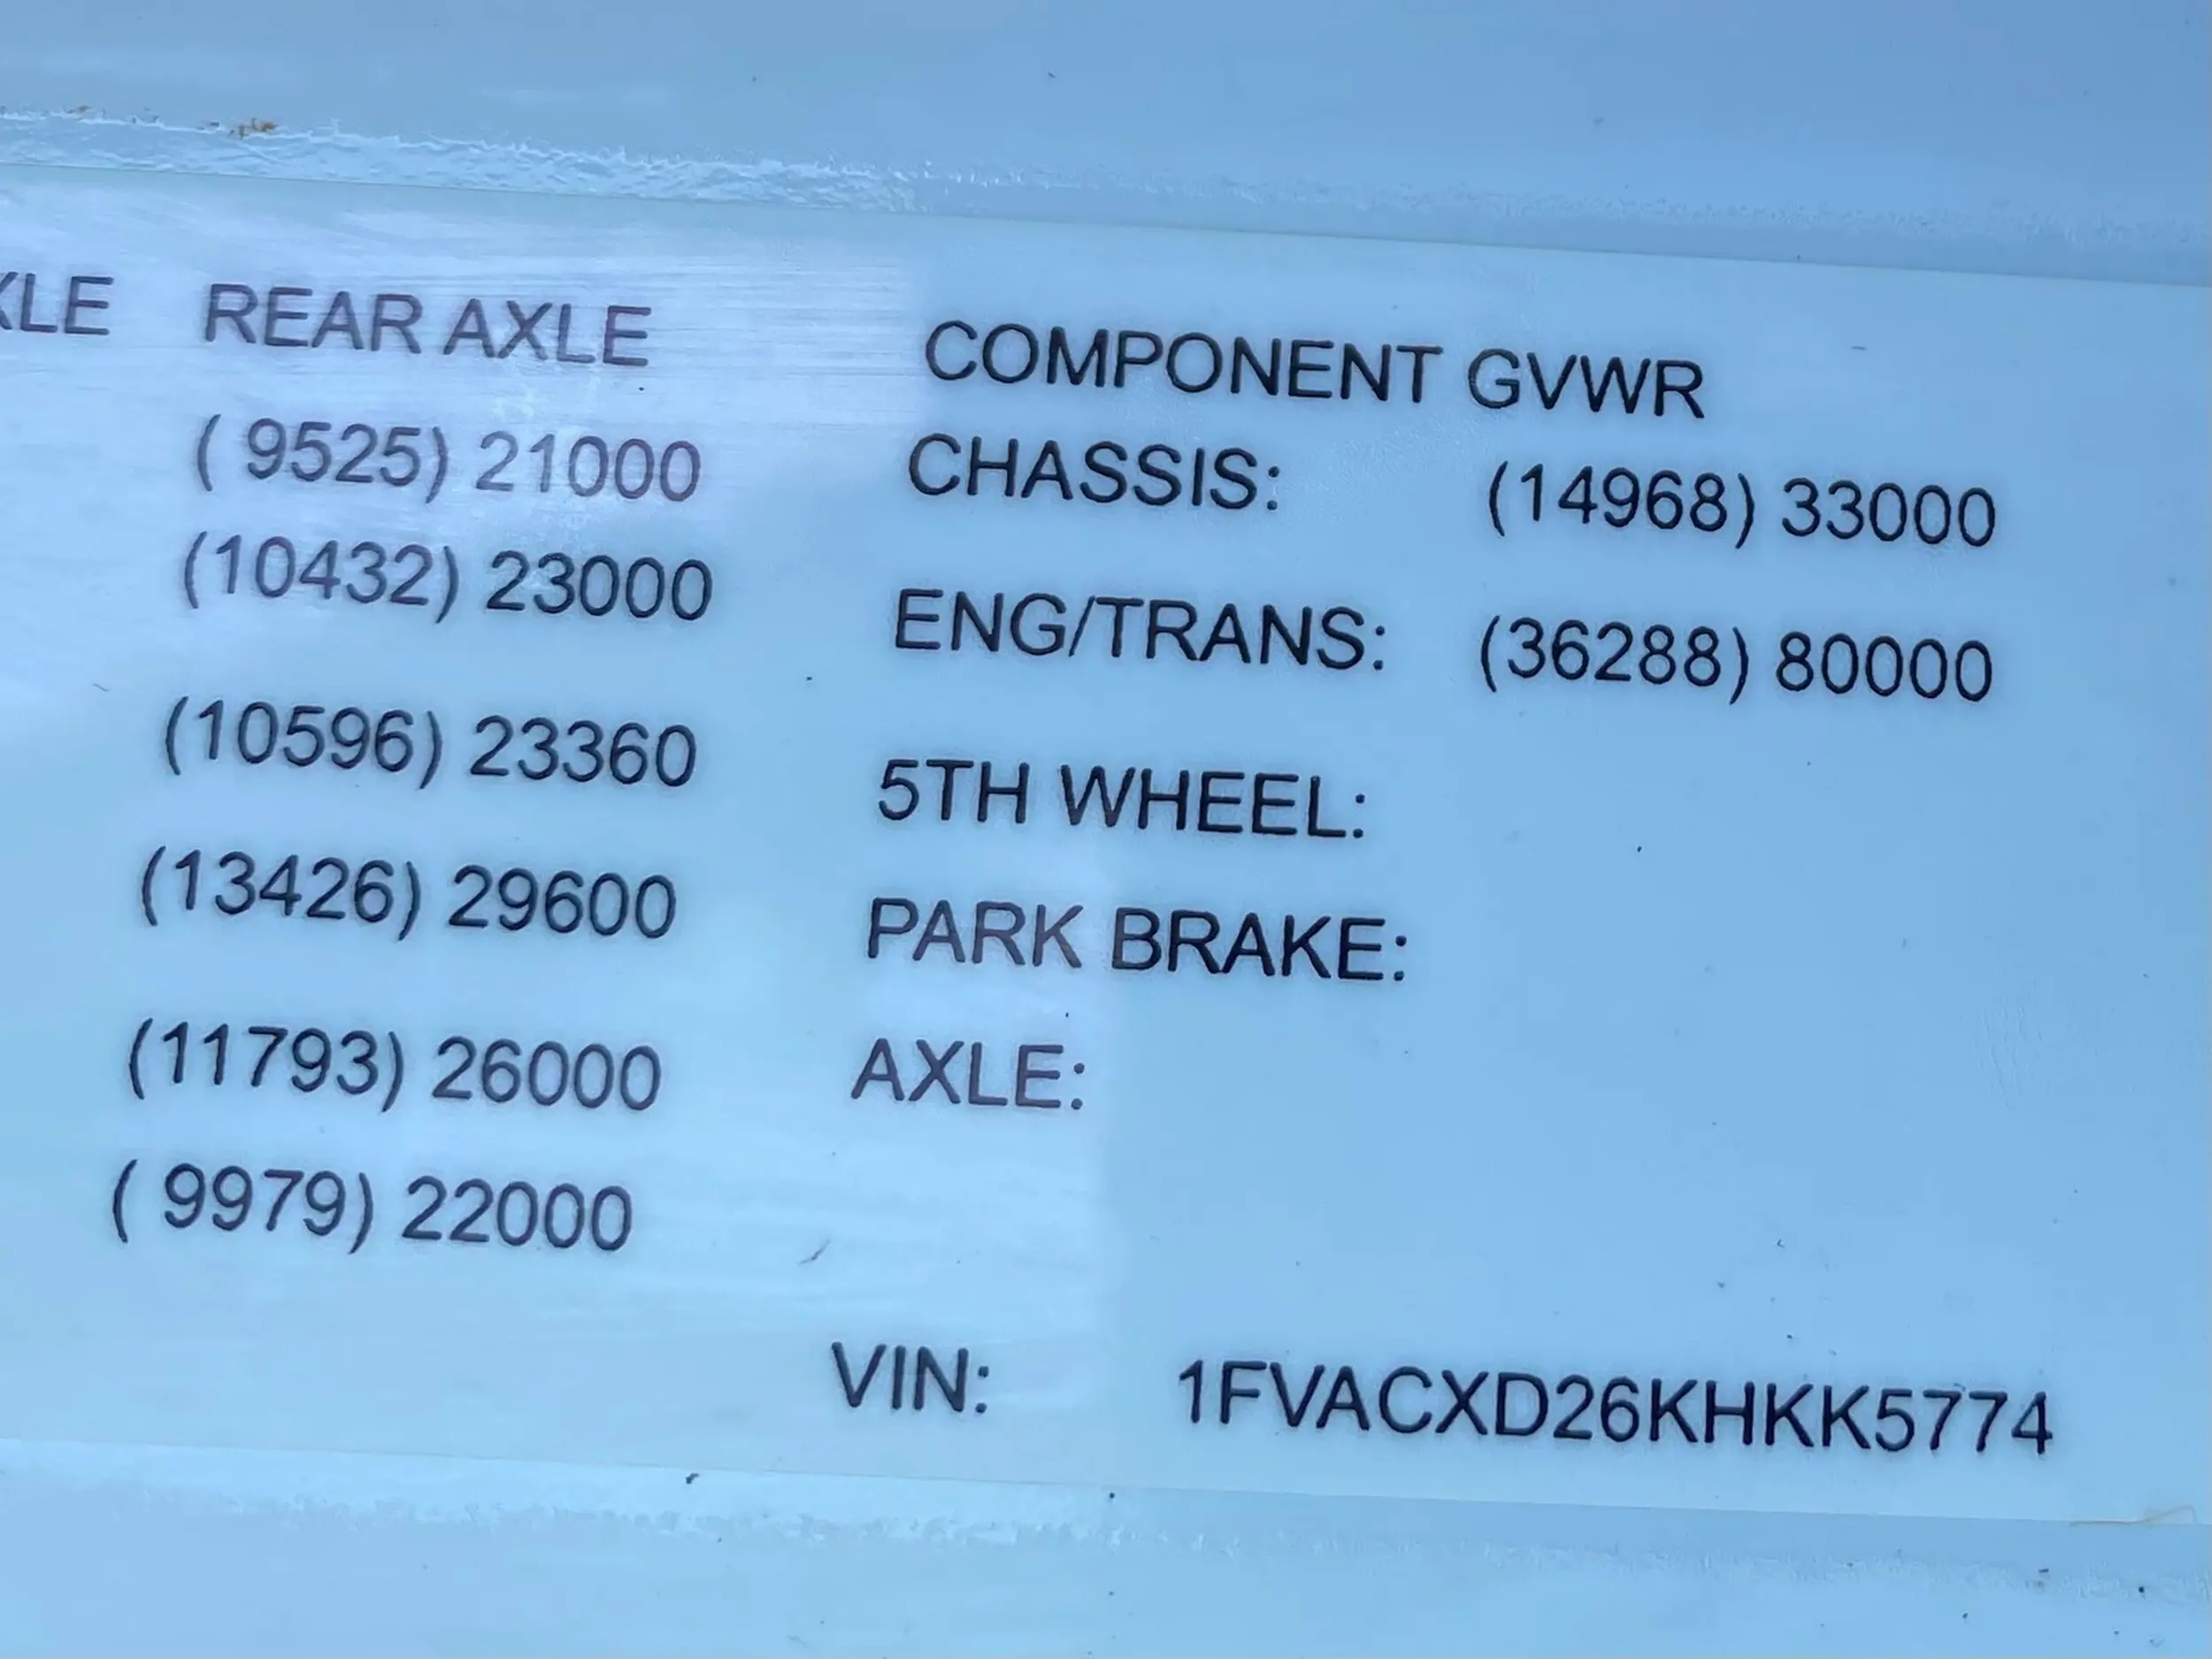 XLE REAR AXLE COMPONENT GVWR
( 9525) 21000 CHASSIS: (14968) 33000
(10432) 23000 ENG/TRANS: (36288) 80000
(10596) 23360 5TH WHEEL:
(13426) 29600 PARK BRAKE:
(11793) 26000 AXLE:
( 9979) 22000
VIN: 1FVACXD26KHKK5774